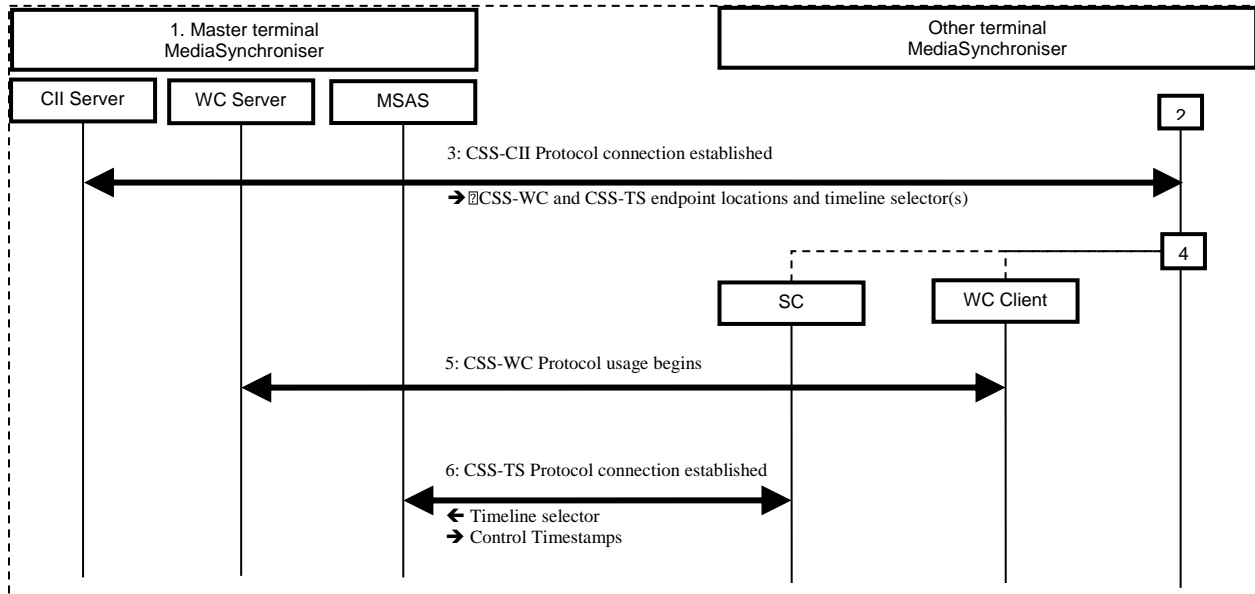 1. Master terminal
MediaSynchroniser
Other terminal
MediaSynchroniser
CII Server
WC Server
MSAS
2
3: CSS-CII Protocol connection established
➔ CSS-WC and CSS-TS endpoint locations and timeline selector(s)
4
SC
WC Client
5: CSS-WC Protocol usage begins
6: CSS-TS Protocol connection established
🡨 Timeline selector
➔ Control Timestamps